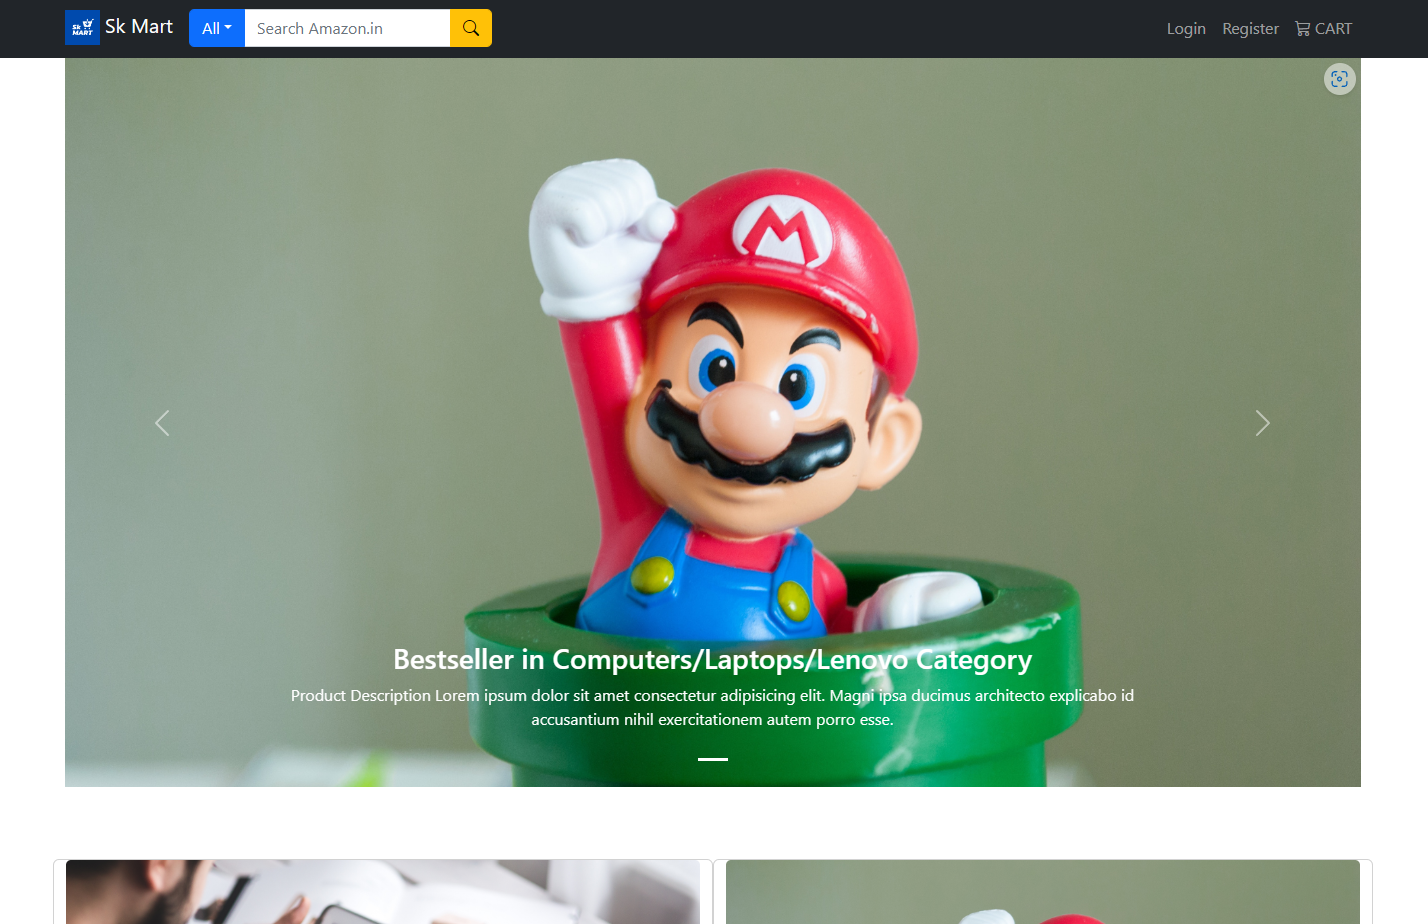 Sk MART
Sk Mart
All
Search Amazon.in
Login
Register
CART
M
Bestseller in Computers/Laptops/Lenovo Category
Product Description Lorem ipsum dolor sit amet consectetur adipisicing elit. Magni ipsa ducimus architecto explicabo id
accusantium nihil exercitationem autem porro esse.